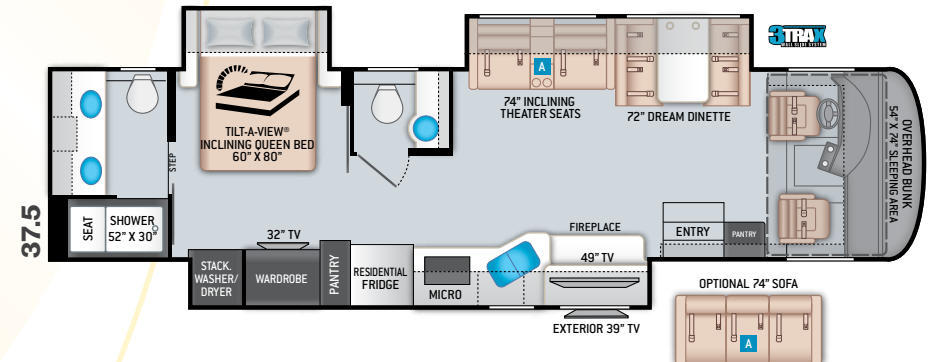 37.5
3TRAX
WALL SLIDE SYSTEM
TILT-A-VIEW®
INCLINING QUEEN BED
60" X 80"
STEP
A
74" INCLINING
THEATER SEATS
72" DREAM DINETTE
OVERHEAD BUNK
54" X 74" SLEEPING AREA
SEAT
SHOWER
52" X 30"
32" TV
STACK.
WASHER/
DRYER
WARDROBE
PANTRY
RESIDENTIAL
FRIDGE
MICRO
FIREPLACE
49" TV
EXTERIOR 39" TV
ENTRY
PANTRY
OPTIONAL 74" SOFA
A